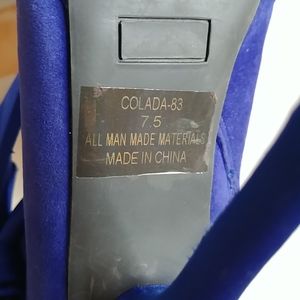 COLADA-83
7.5
ALL MAN MADE MATERIALS
MADE IN CHINA